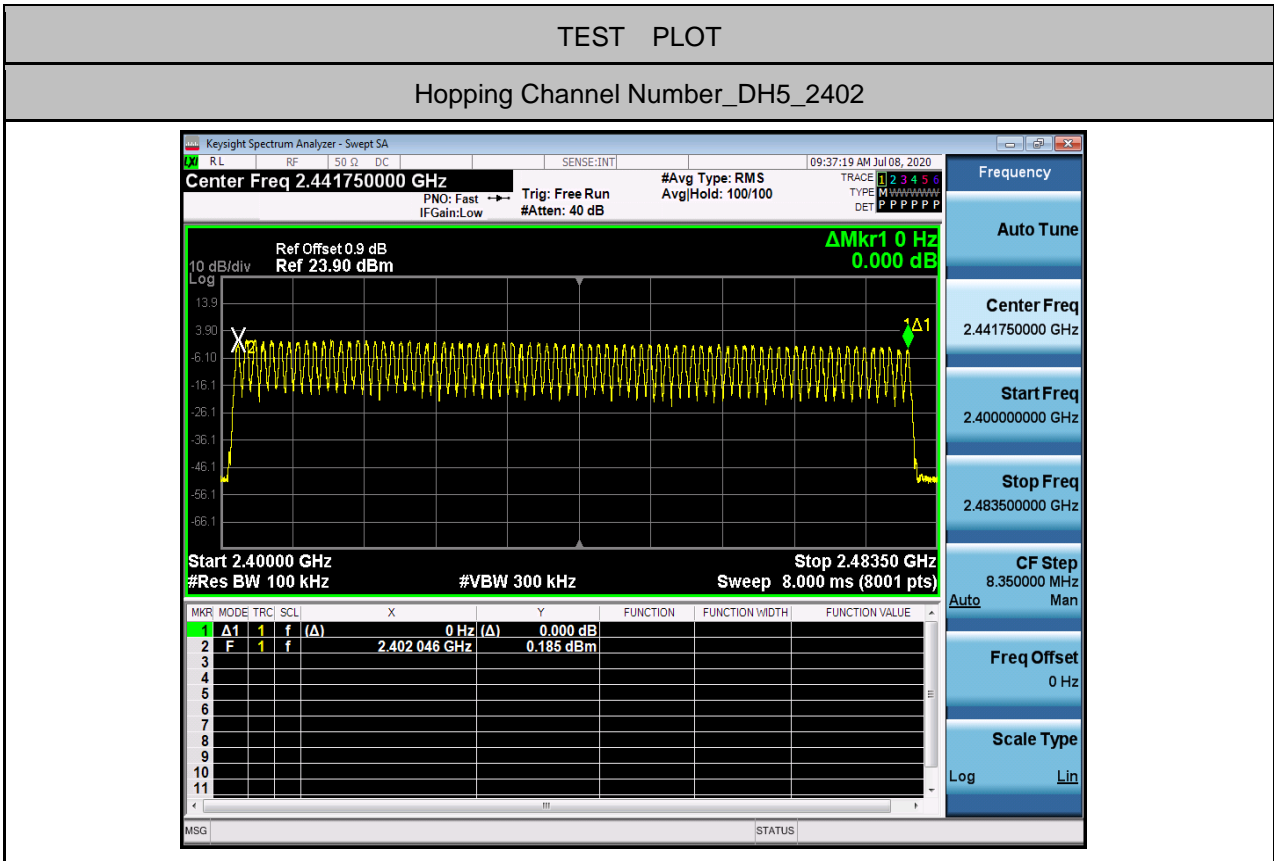 TEST PLOT
Hopping Channel Number_DH5_2402
Keysight Spectrum Analyzer - Swept SA
LXI RL RF 50 Ω DC SENSE:INT 09:37:19 AM Jul 08, 2020
Center Freq 2.441750000 GHz
PNO: Fast
IFGain:Low
Trig: Free Run
#Atten: 40 dB
#Avg Type: RMS
Avg|Hold: 100/100
TRACE 1 2 3 4 5 6
TYPE MWWWWW
DET P P P P P P
10 dB/div
Log
Ref Offset 0.9 dB
Ref 23.90 dBm
ΔMkr1 0 Hz
0.000 dB
13.9
3.90
-6.10
-16.1
-26.1
-36.1
-46.1
-56.1
-66.1
X2
1Δ1
Start 2.40000 GHz
#Res BW 100 kHz
#VBW 300 kHz
Stop 2.48350 GHz
Sweep 8.000 ms (8001 pts)
MKR MODE TRC SCL X Y FUNCTION FUNCTION WIDTH FUNCTION VALUE
1 Δ1 1 f (Δ) 0 Hz (Δ) 0.000 dB
2 F 1 f 2.402 046 GHz 0.185 dBm
3
4
5
6
7
8
9
10
11
MSG STATUS
Frequency
Auto Tune
Center Freq
2.441750000 GHz
Start Freq
2.400000000 GHz
Stop Freq
2.483500000 GHz
CF Step
8.350000 MHz
Auto Man
Freq Offset
0 Hz
Scale Type
Log Lin